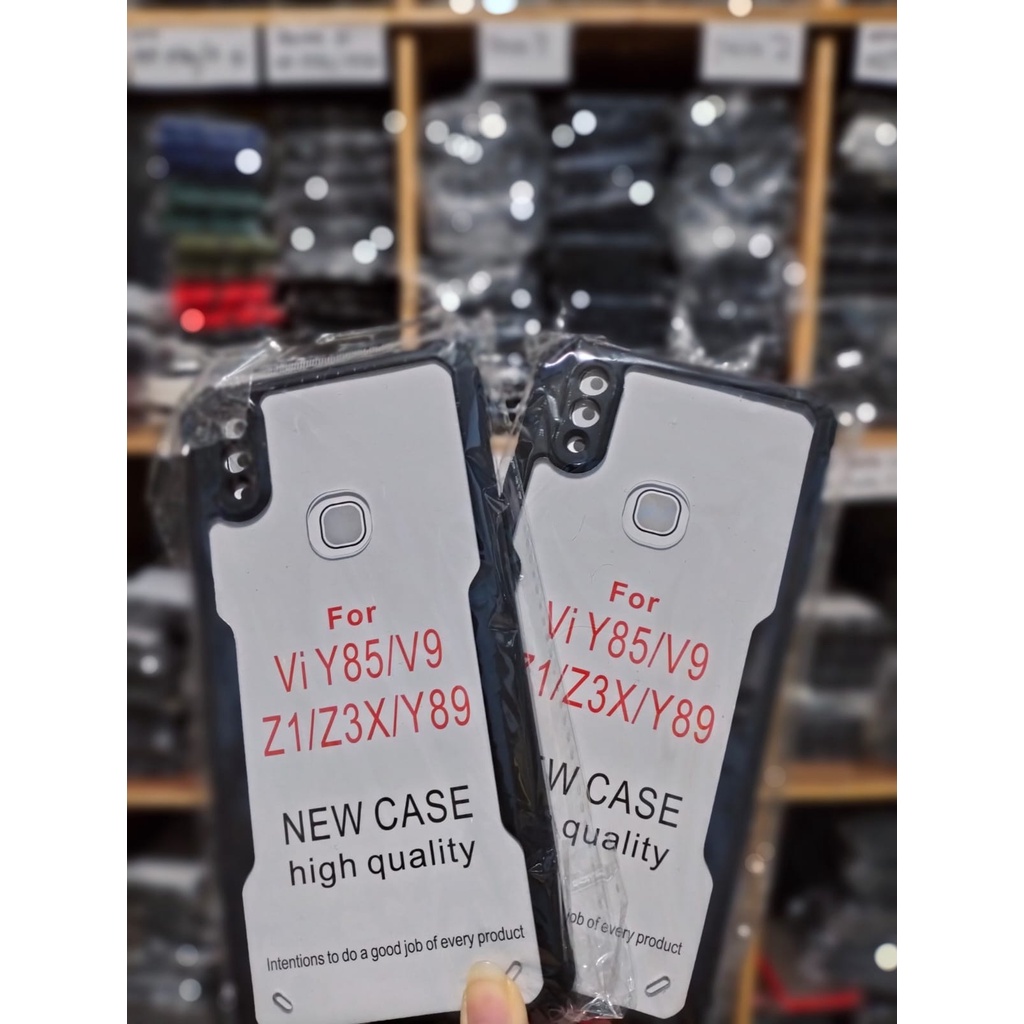 For
Vi Y85/V9
Z1/Z3X/Y89
NEW CASE
high quality
Intentions to do a good job of every product
For
Vi Y85/V9
Z1/Z3X/Y89
CASE
quality
job of every product